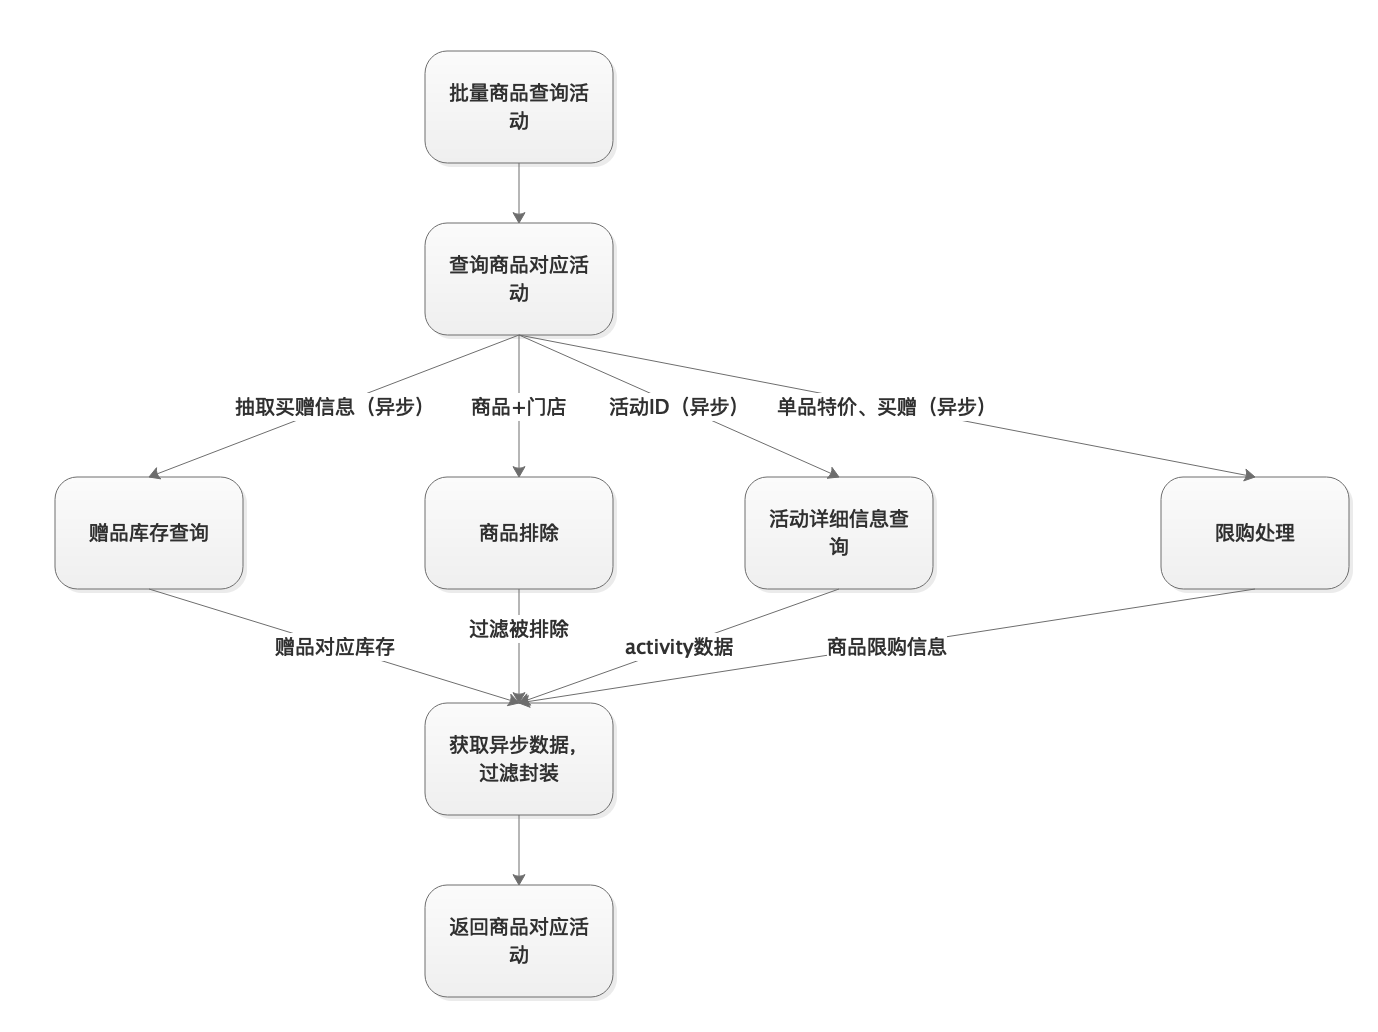 批量商品查询活
动
查询商品对应活
动
抽取买赠信息（异步）
商品+门店
活动ID（异步）
单品特价、买赠（异步）
赠品库存查询
商品排除
活动详细信息查
询
限购处理
赠品对应库存
过滤被排除
activity数据
商品限购信息
获取异步数据，
过滤封装
返回商品对应活
动